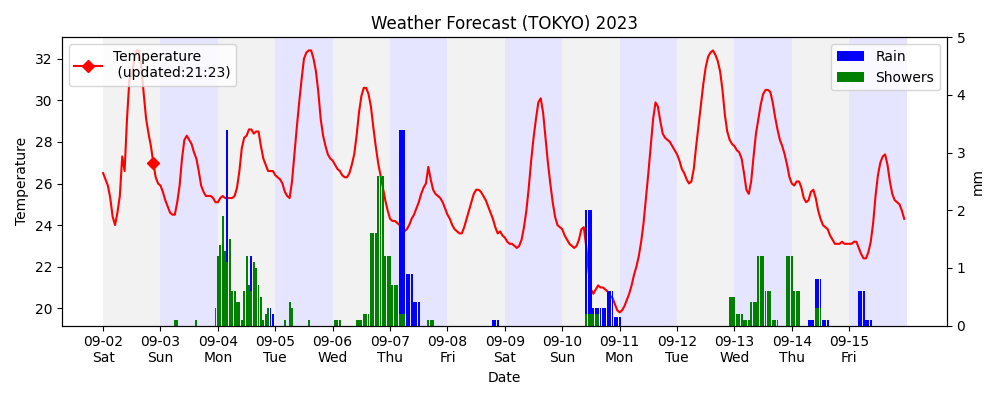 Weather Forecast (TOKYO) 2023
Temperature
(updated:21:23)
Rain
Showers
Temperature
32
30
28
26
24
22
20
5
4
3
2
1
0
mm
09-02 09-03 09-04 09-05 09-06 09-07 09-08 09-09 09-10 09-11 09-12 09-13 09-14 09-15
Sat Sun Mon Tue Wed Thu Fri Sat Sun Mon Tue Wed Thu Fri
Date